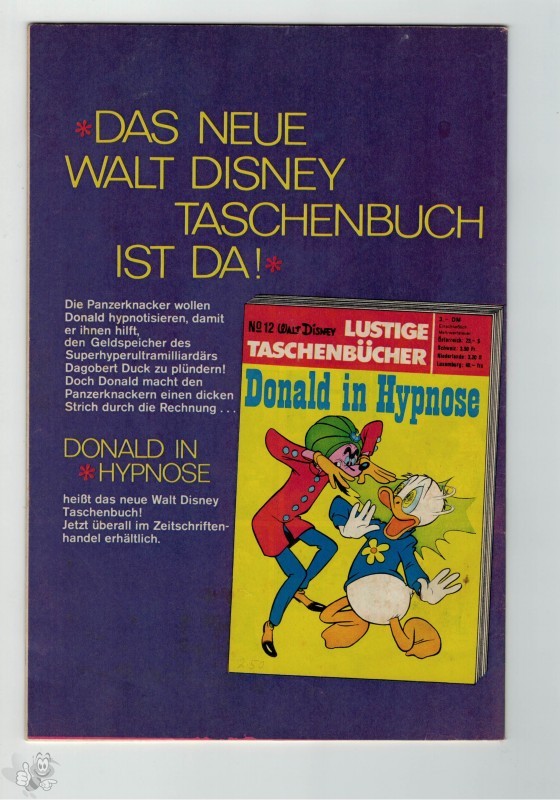 *DAS NEUE
WALT DISNEY
TASCHENBUCH
IST DA!*
Die Panzerknacker wollen
Donald hypnotisieren, damit
er ihnen hilft,
den Geldspeicher des
Superhyperultramilliardärs
Dagobert Duck zu plündern!
Doch Donald macht den
Panzerknackern einen dicken
Strich durch die Rechnung . . .
DONALD IN
*HYPNOSE
heißt das neue Walt Disney
Taschenbuch!
Jetzt überall im Zeitschriften-
handel erhältlich.
No 12 WALT DISNEY LUSTIGE
TASCHENBÜCHER
3.- DM
Donald in Hypnose